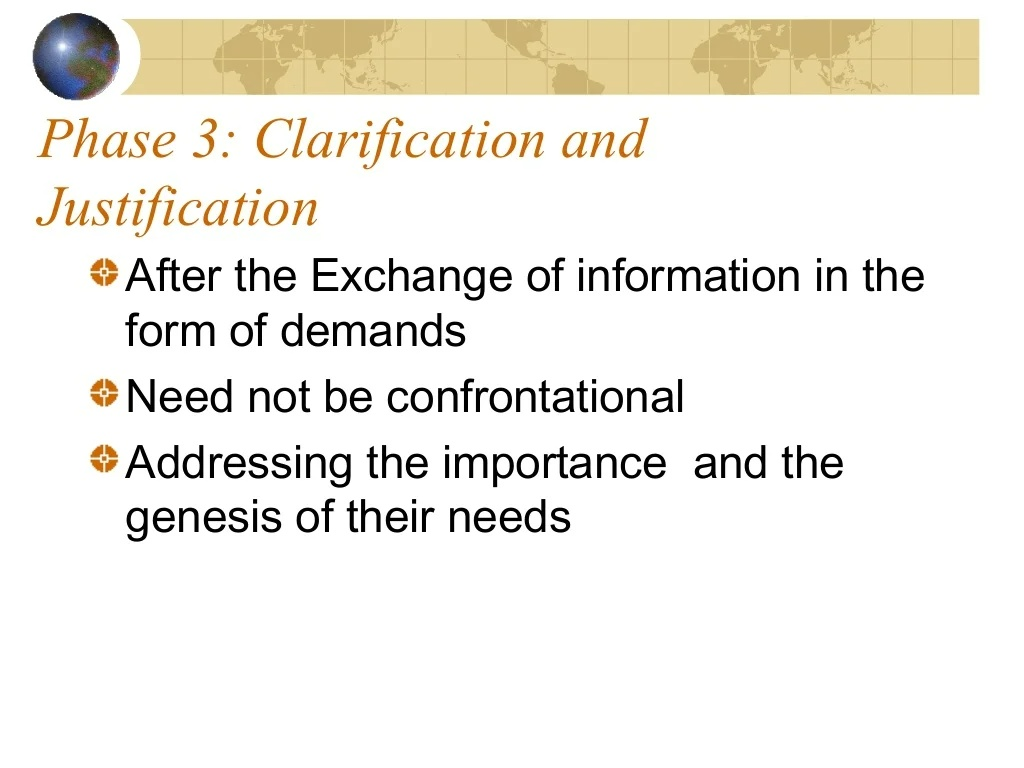 Phase 3: Clarification and
Justification
After the Exchange of information in the
form of demands
Need not be confrontational
Addressing the importance  and the
genesis of their needs